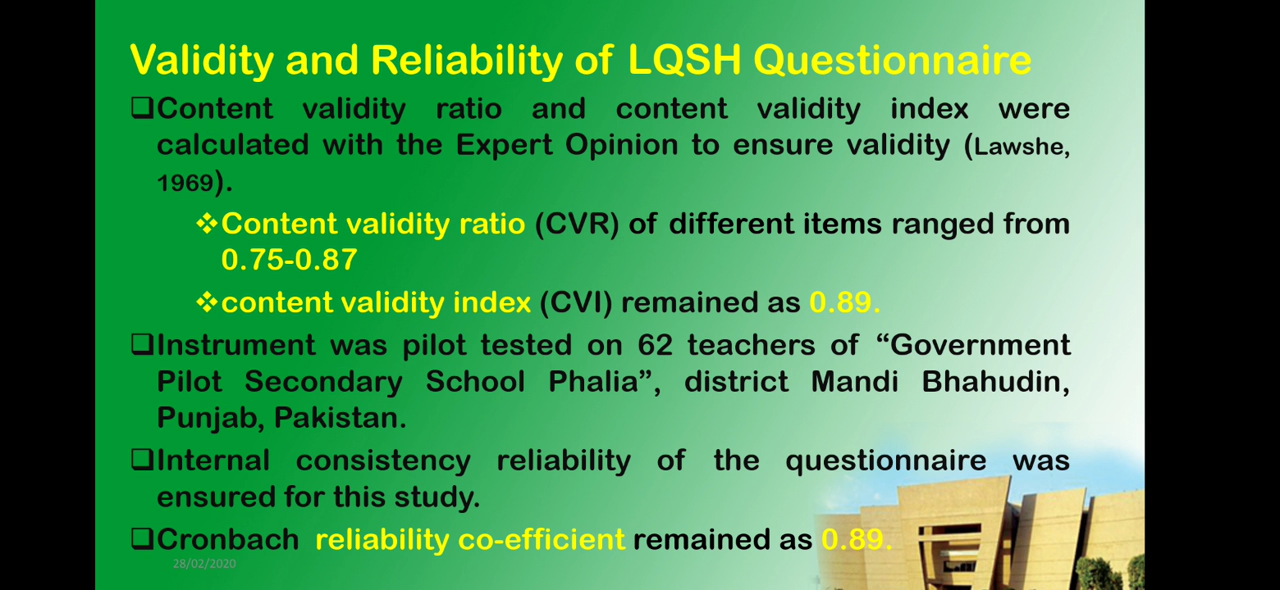 Validity and Reliability of LQSH Questionnaire
❑Content validity ratio and content validity index were
calculated with the Expert Opinion to ensure validity (Lawshe,
1969).
❖Content validity ratio (CVR) of different items ranged from
0.75-0.87
❖content validity index (CVI) remained as 0.89.
❑Instrument was pilot tested on 62 teachers of “Government
Pilot Secondary School Phalia”, district Mandi Bhahudin,
Punjab, Pakistan.
❑Internal consistency reliability of the questionnaire was
ensured for this study.
❑Cronbach reliability co-efficient remained as 0.89.
28/02/2020